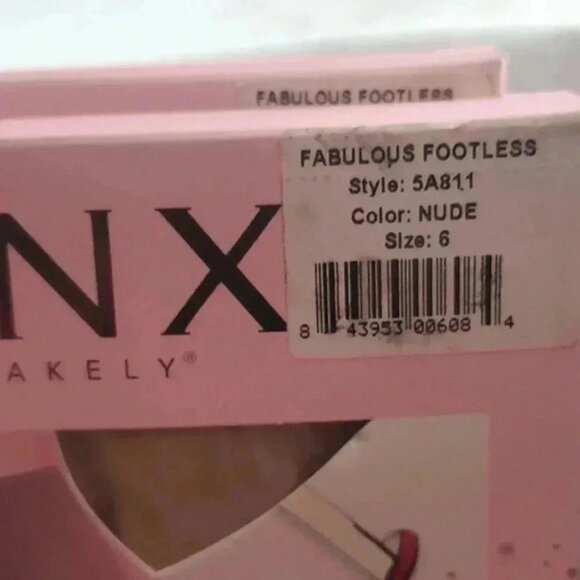 FABULOUS FOOTLESS
FABULOUS FOOTLESS
Style: 5A811
Color: NUDE
Size: 6
8 43953 00608 4
NX
AKELY®